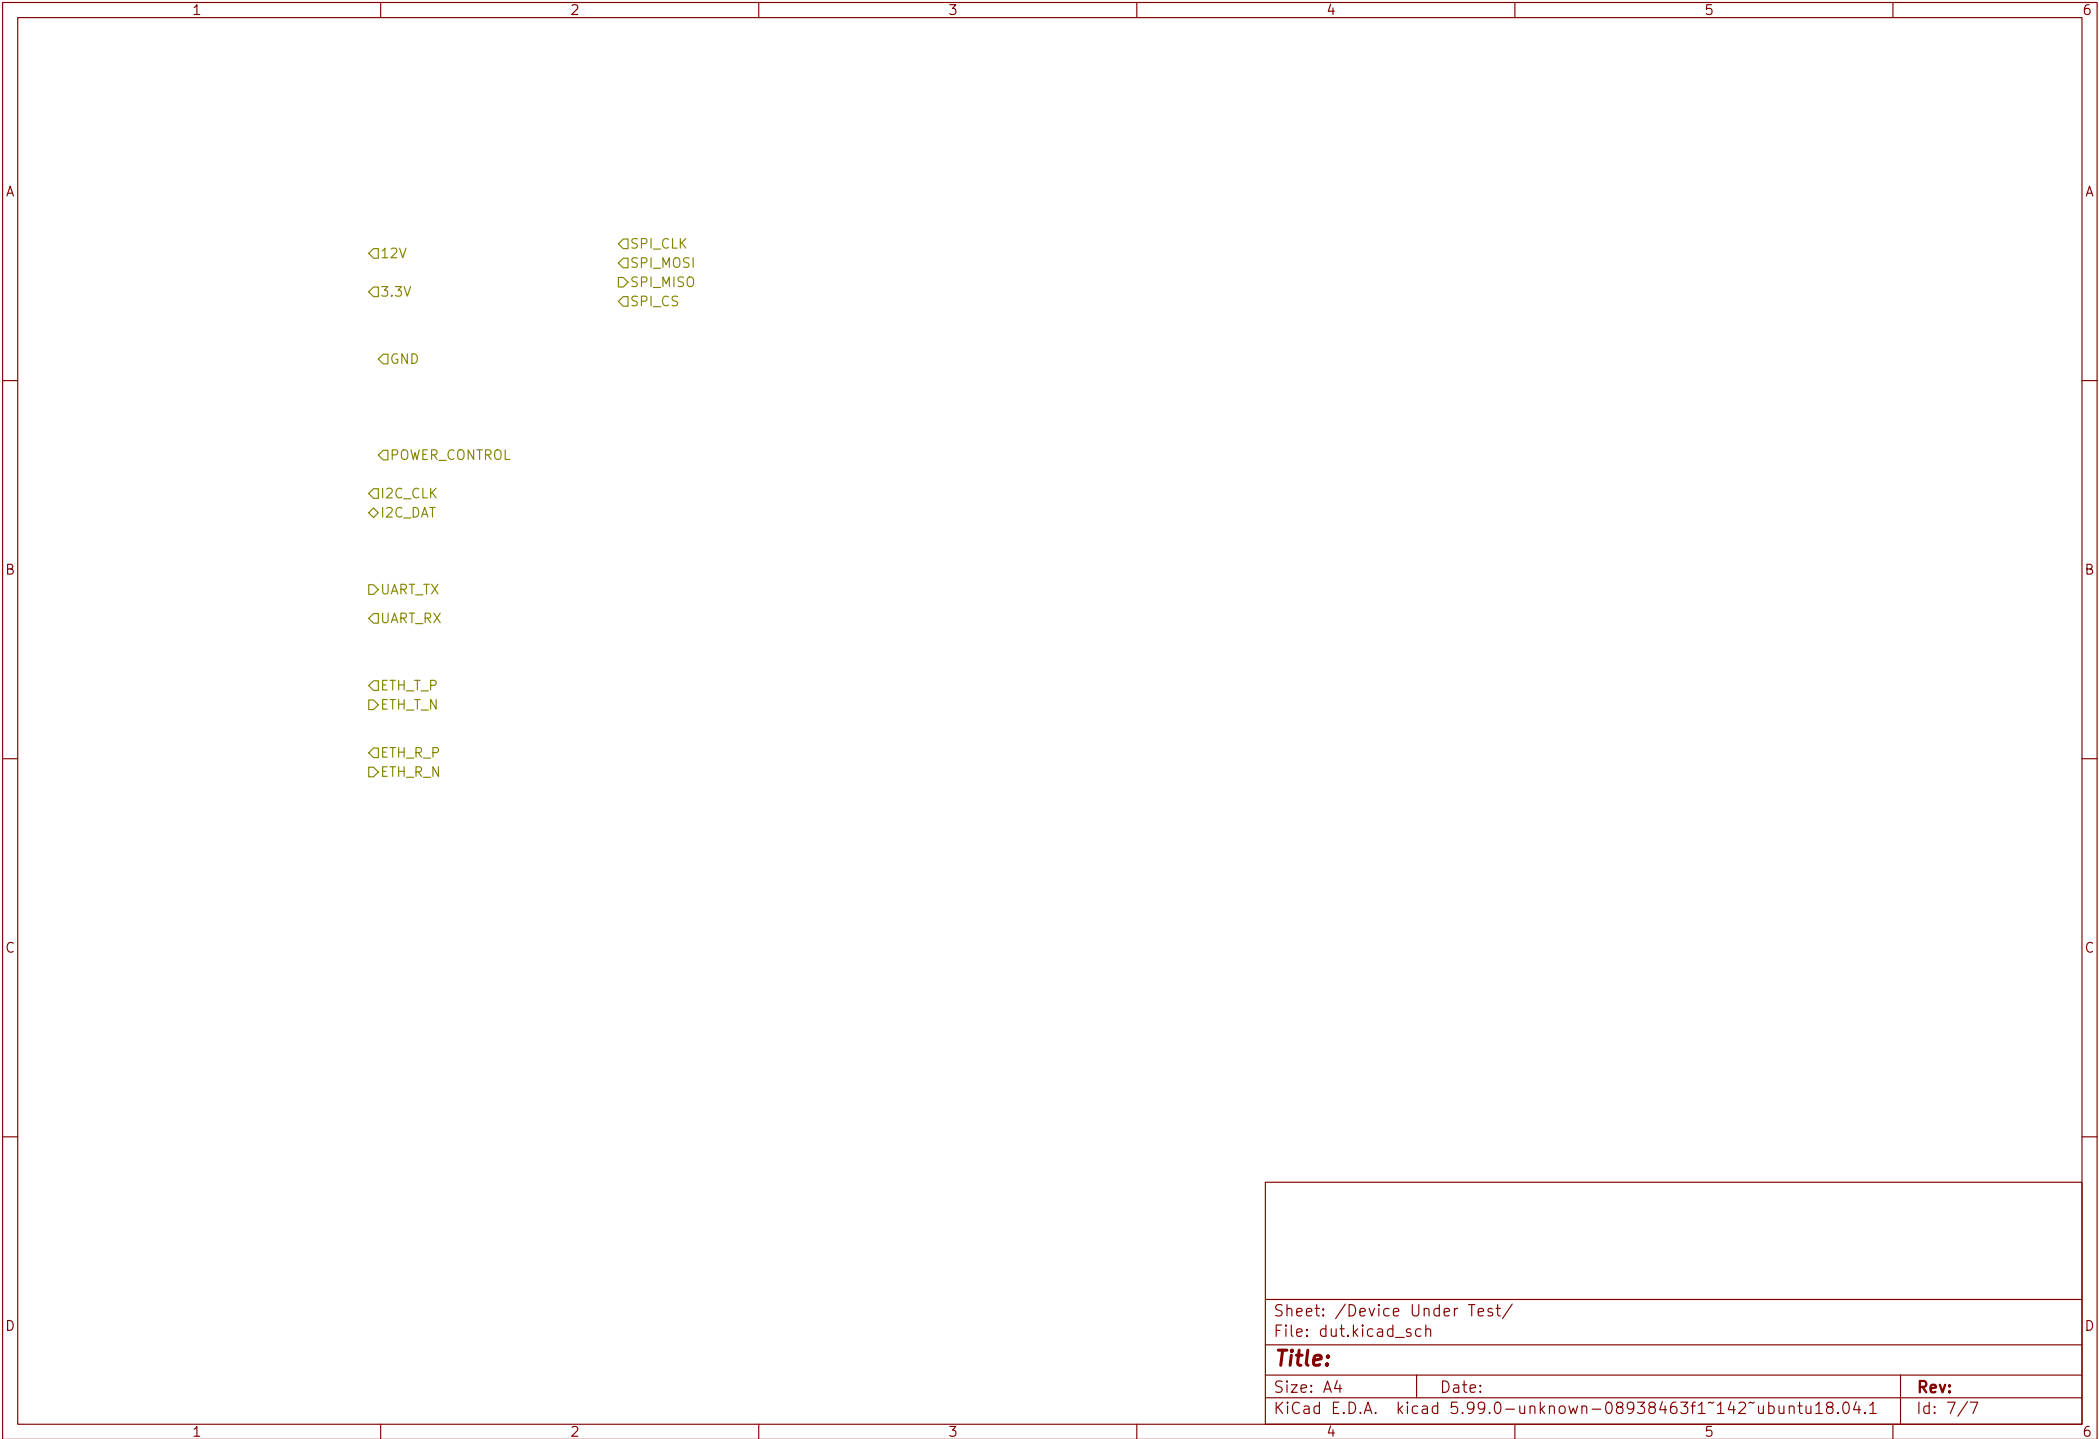 1 2 3 4 5 6
A A
12V
3.3V
GND
SPI_CLK
SPI_MOSI
SPI_MISO
SPI_CS
POWER_CONTROL
I2C_CLK
I2C_DAT
B B
UART_TX
UART_RX
ETH_T_P
ETH_T_N
ETH_R_P
ETH_R_N
C C
D D
Sheet: /Device Under Test/
File: dut.kicad_sch
Title:
Size: A4 Date: Rev:
KiCad E.D.A. kicad 5.99.0-unknown-08938463f1~142~ubuntu18.04.1 Id: 7/7
1 2 3 4 5 6